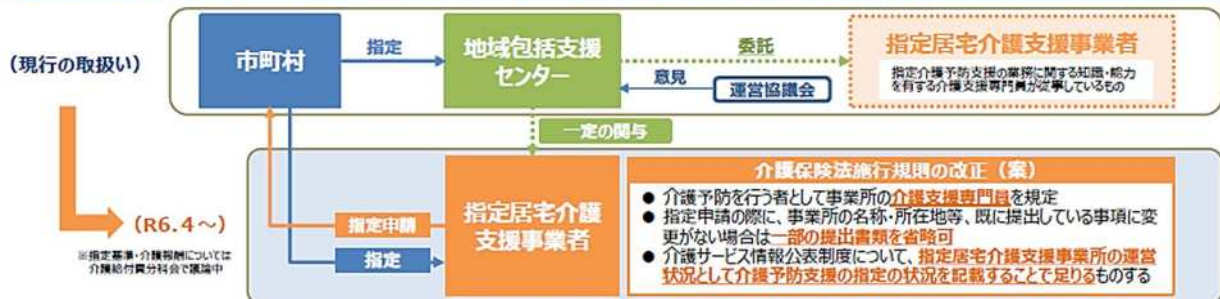 (現行の取扱い)
市町村
指定
地域包括支援
センター
委託
意見
運営協議会
指定居宅介護支援事業者
指定介護予防支援の業務に関する知識・能力
を有する介護支援専門員が従事しているもの
一定の関与
(R6.4～)
※指定基準・介護報酬については
介護給付費分科会で議論中
指定申請
指定
指定居宅介護
支援事業者
介護保険法施行規則の改正（案）
● 介護予防を行う者として事業所の介護支援専門員を規定
● 指定申請の際に、事業所の名称・所在地等、既に提出している事項に変
更がない場合は一部の提出書類を省略可
● 介護サービス情報公表制度について、指定居宅介護支援事業所の運営
状況として介護予防支援の指定の状況を記載することで足りるものする